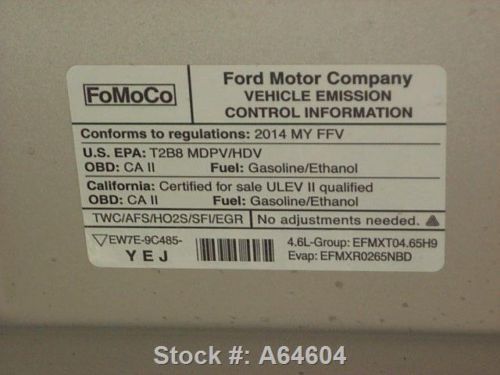 FoMoCo
Ford Motor Company
VEHICLE EMISSION
CONTROL INFORMATION
Conforms to regulations: 2014 MY FFV
U.S. EPA: T2B8 MDPV/HDV
OBD: CA II Fuel: Gasoline/Ethanol
California: Certified for sale ULEV II qualified
OBD: CA II Fuel: Gasoline/Ethanol
TWC/AFS/HO2S/SFI/EGR No adjustments needed.
EW7E-9C485-
YEJ
4.6L-Group: EFMXT04.65H9
Evap: EFMXR0265NBD
Stock #: A64604